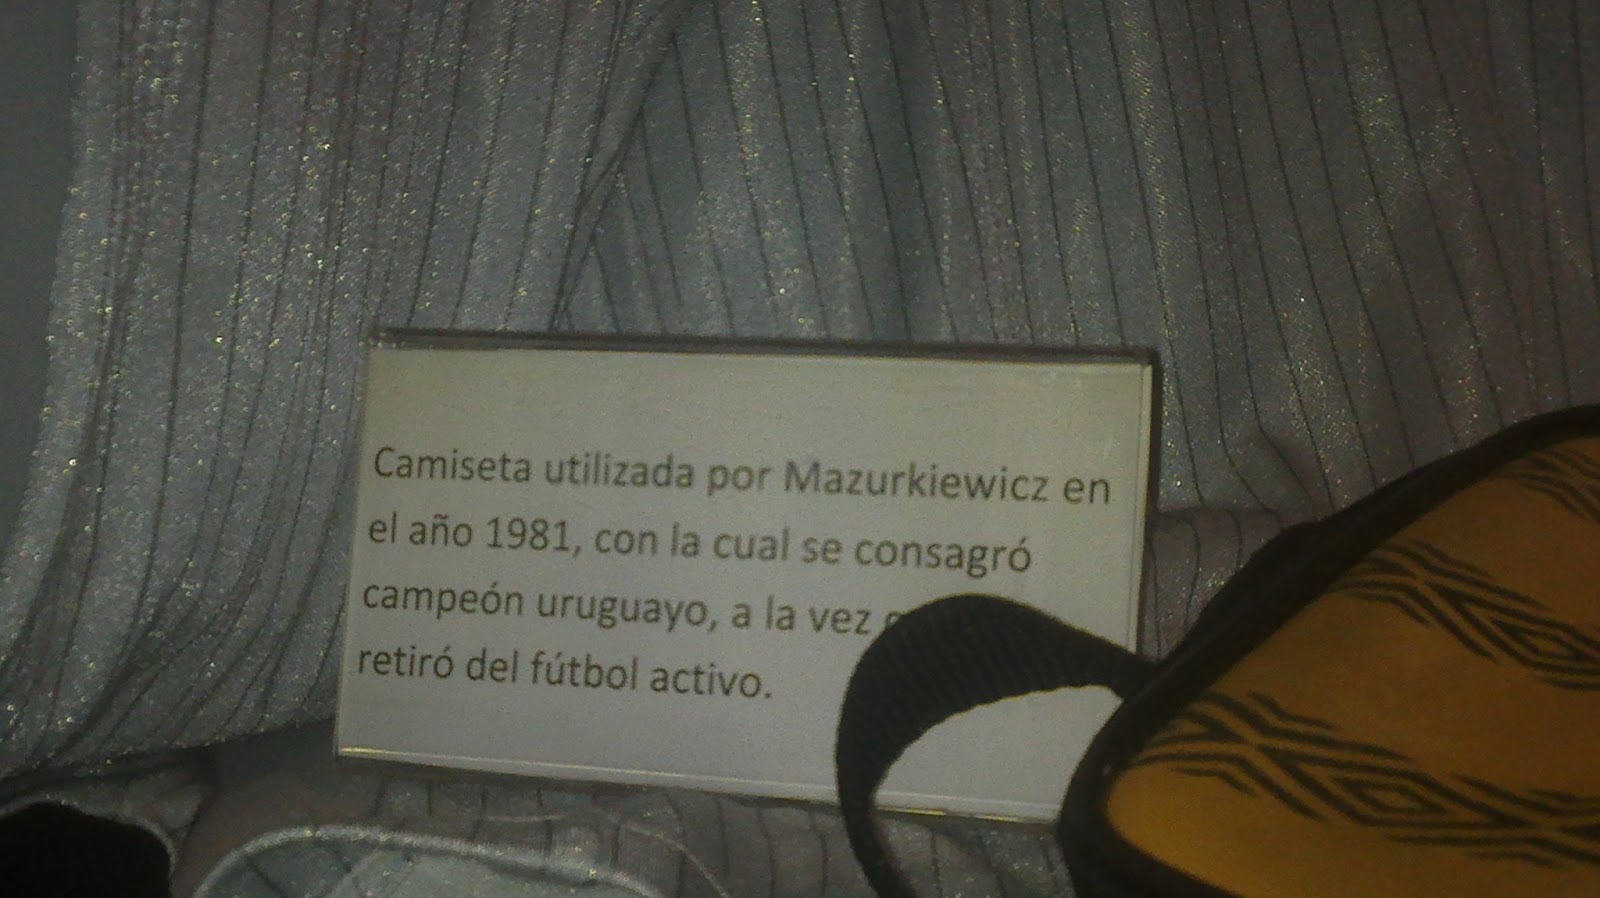 Camiseta utilizada por Mazurkiewicz en
el año 1981, con la cual se consagró
campeón uruguayo, a la vez
retiró del fútbol activo.